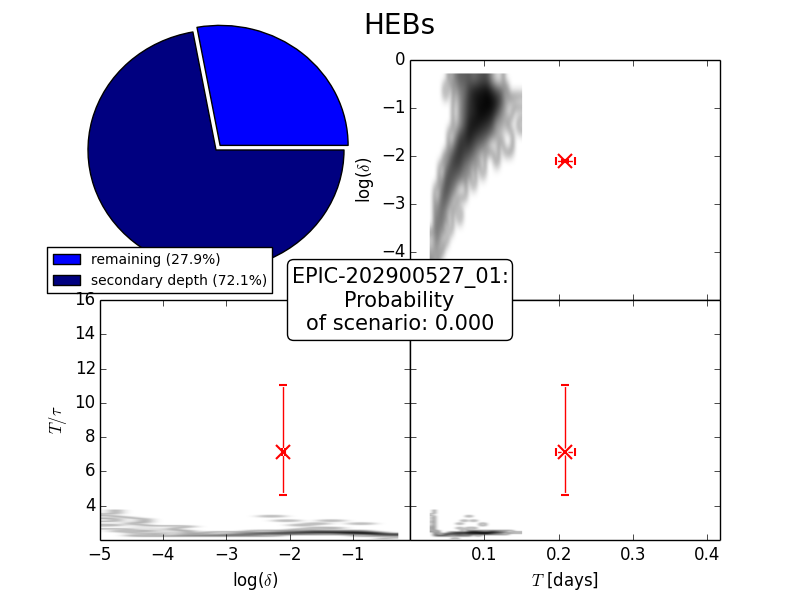 HEBs
remaining (27.9%)
secondary depth (72.1%)
0
−1
−2
−3
−4
log(δ)
EPIC-202900527_01:
Probability
of scenario: 0.000
16
14
12
10
8
6
4
T/τ
−5
−4
−3
−2
−1
log(δ)
0.1
0.2
0.3
0.4
T [days]